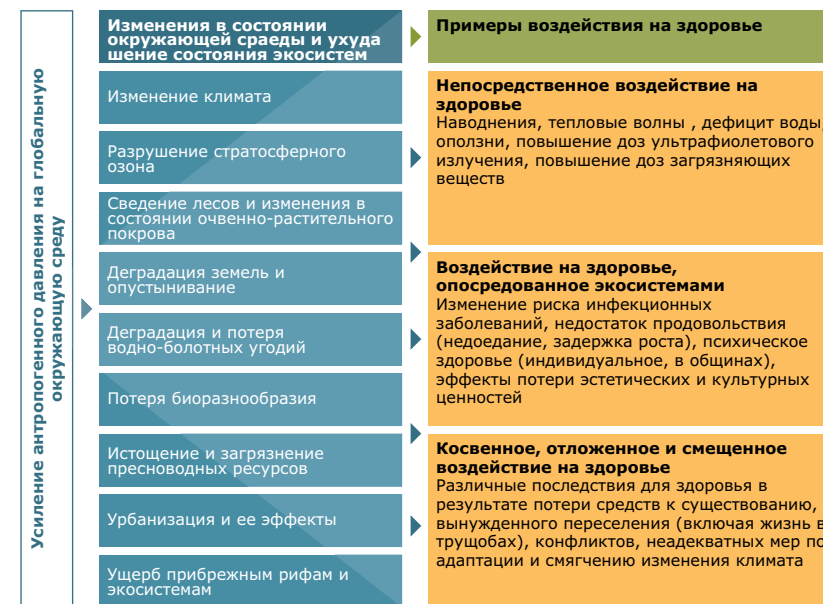 Усиление антропогенного давления на глобальную
окружающую среду
Изменения в состоянии
окружающей сраеды и ухуда
шение состояния экосистем
Изменение климата
Разрушение стратосферного
озона
Сведение лесов и изменения в
состоянии очвенно-растительного
покрова
Деградация земель и
опустынивание
Деградация и потеря
водно-болотных угодий
Потеря биоразнообразия
Истощение и загрязнение
пресноводных ресурсов
Урбанизация и ее эффекты
Ущерб прибрежным рифам и
экосистемам
Примеры воздействия на здоровье
Непосредственное воздействие на
здоровье
Наводнения, тепловые волны , дефицит воды,
оползни, повышение доз ультрафиолетового
излучения, повышение доз загрязняющих
веществ
Воздействие на здоровье,
опосредованное экосистемами
Изменение риска инфекционных
заболеваний, недостаток продовольствия
(недоедание, задержка роста), психическое
здоровье (индивидуальное, в общинах),
эффекты потери эстетических и культурных
ценностей
Косвенное, отложенное и смещенное
воздействие на здоровье
Различные последствия для здоровья в
результате потери средств к существованию,
вынужденного переселения (включая жизнь в
трущобах), конфликтов, неадекватных мер по
адаптации и смягчению изменения климата